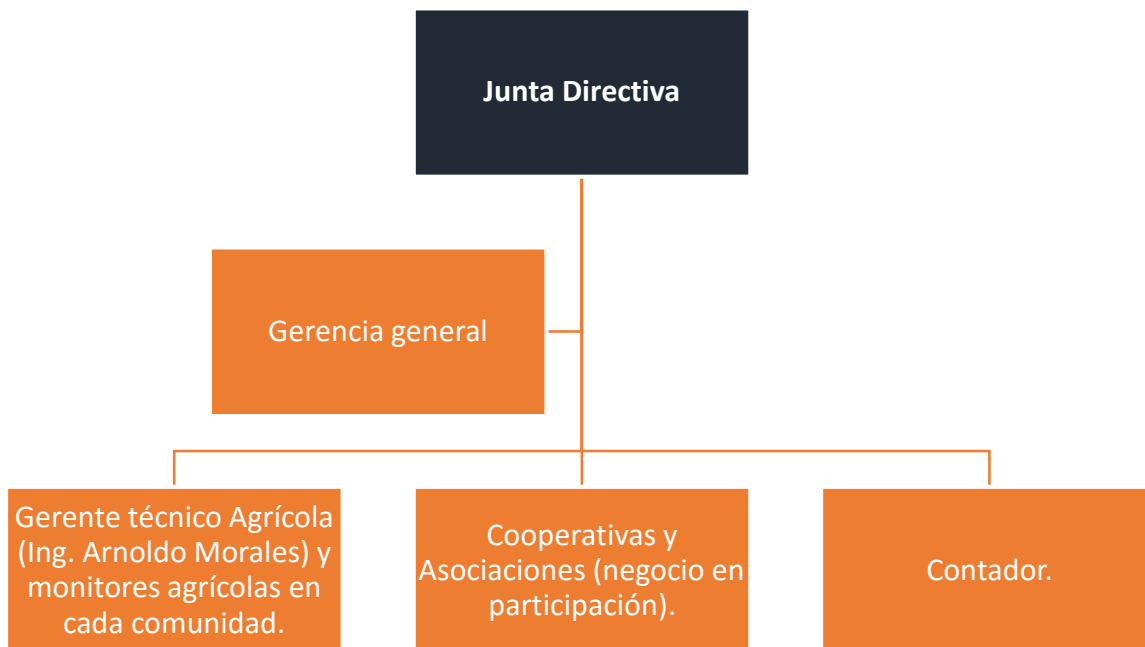 Junta Directiva
Gerencia general
Gerente técnico Agrícola
(Ing. Arnoldo Morales) y
monitores agrícolas en
cada comunidad.
Cooperativas y
Asociaciones (negocio en
participación).
Contador.